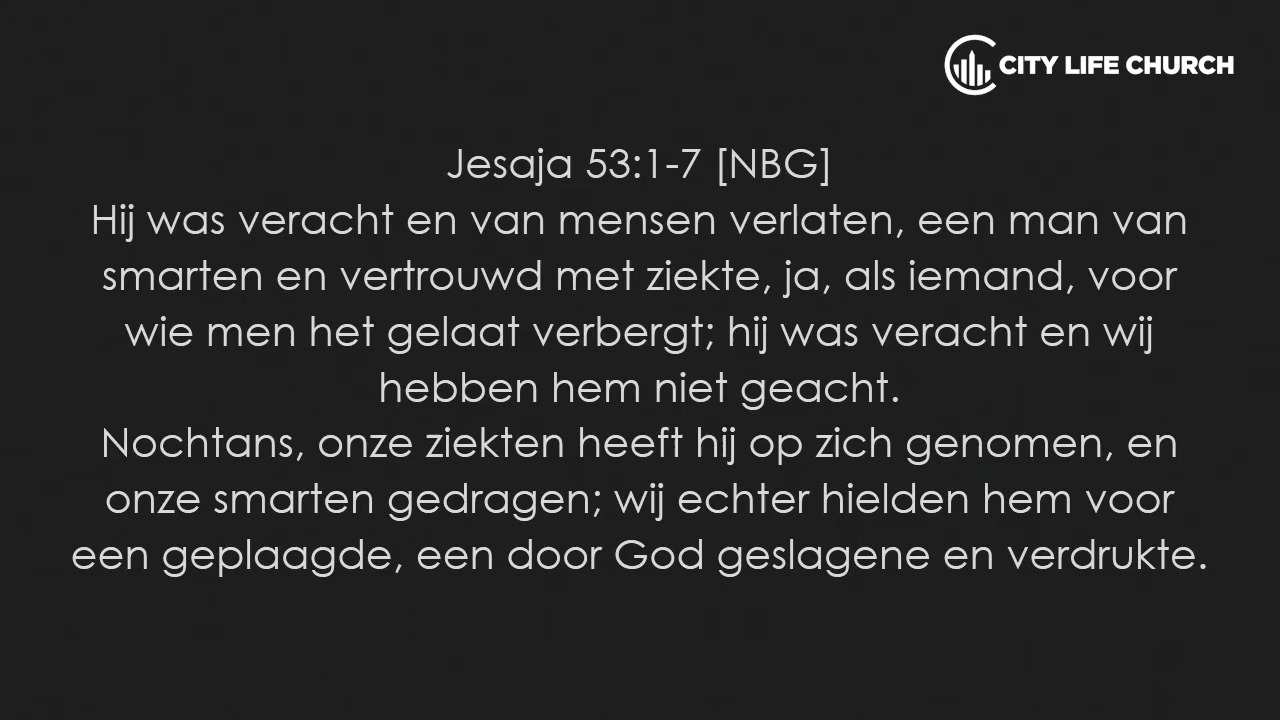 CITY LIFE CHURCH
Jesaja 53:1-7 [NBG]
Hij was veracht en van mensen verlaten, een man van
smarten en vertrouwd met ziekte, ja, als iemand, voor
wie men het gelaat verbergt; hij was veracht en wij
hebben hem niet geacht.
Nochtans, onze ziekten heeft hij op zich genomen, en
onze smarten gedragen; wij echter hielden hem voor
een geplaagde, een door God geslagene en verdrukte.